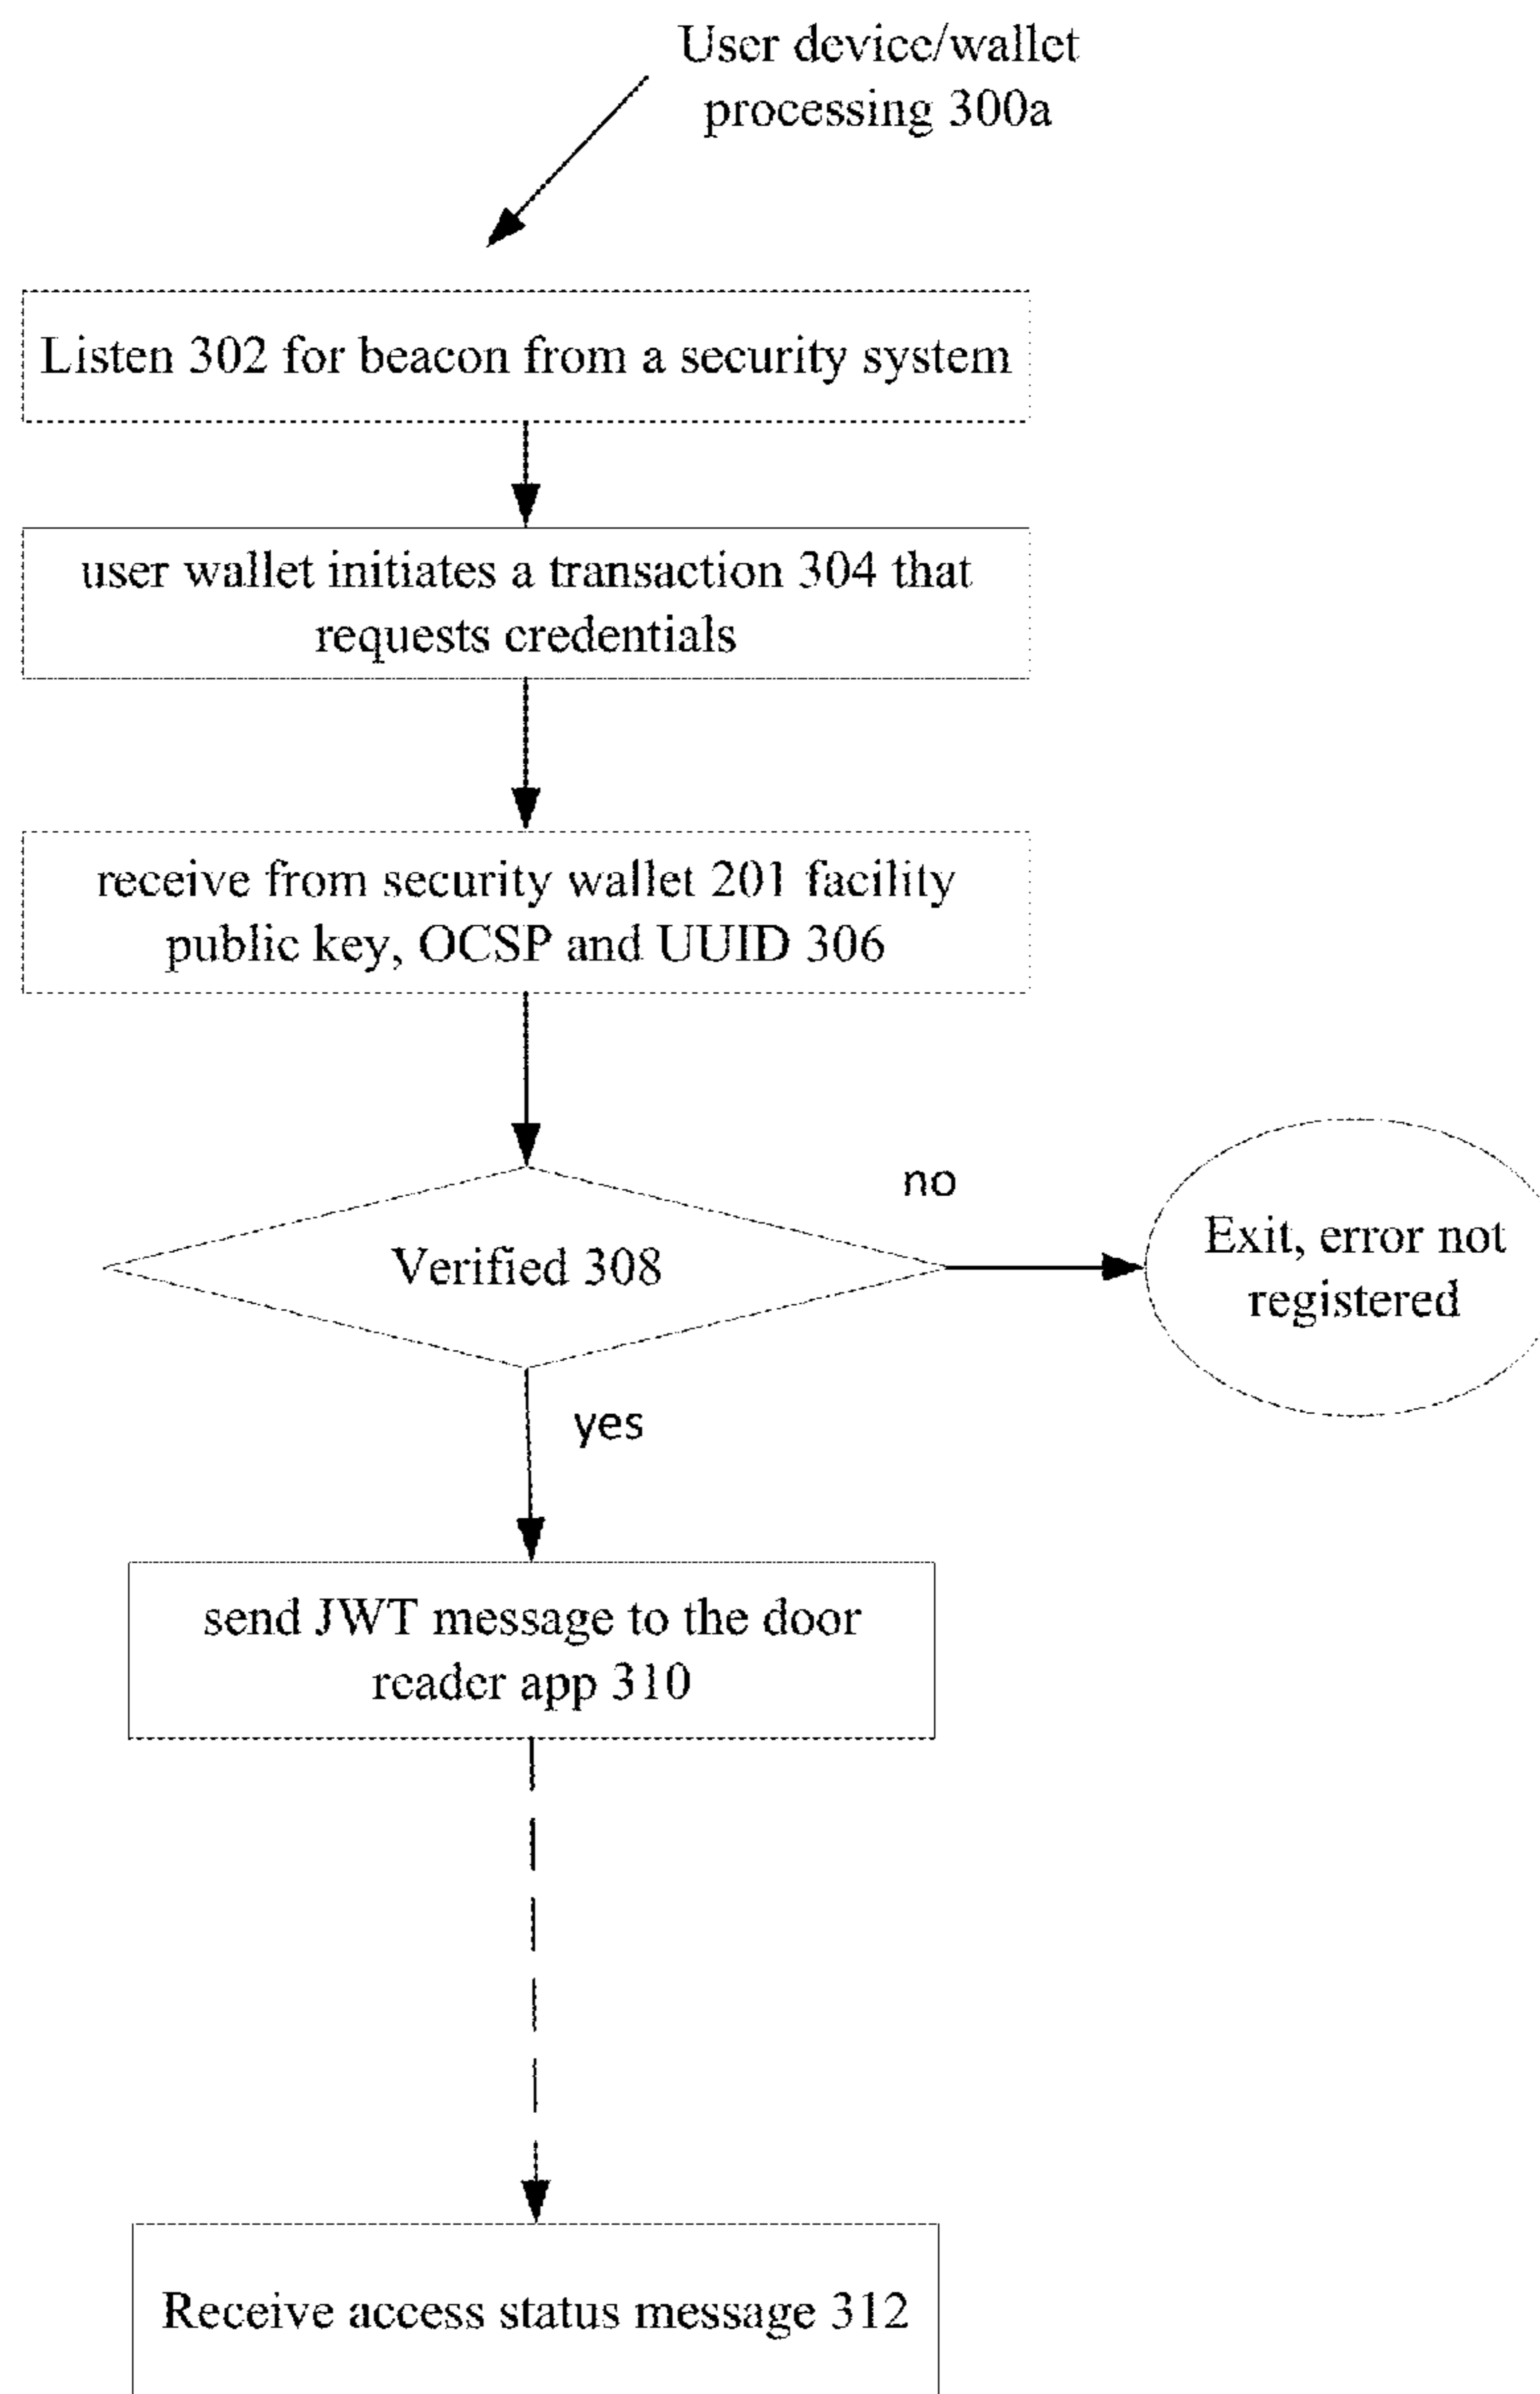 User device/wallet
processing 300a
Listen 302 for beacon from a security system
user wallet initiates a transaction 304 that
requests credentials
receive from security wallet 201 facility
public key, OCSP and UUID 306
no
Verified 308
Exit, error not
registered
yes
send JWT message to the door
reader app 310
Receive access status message 312